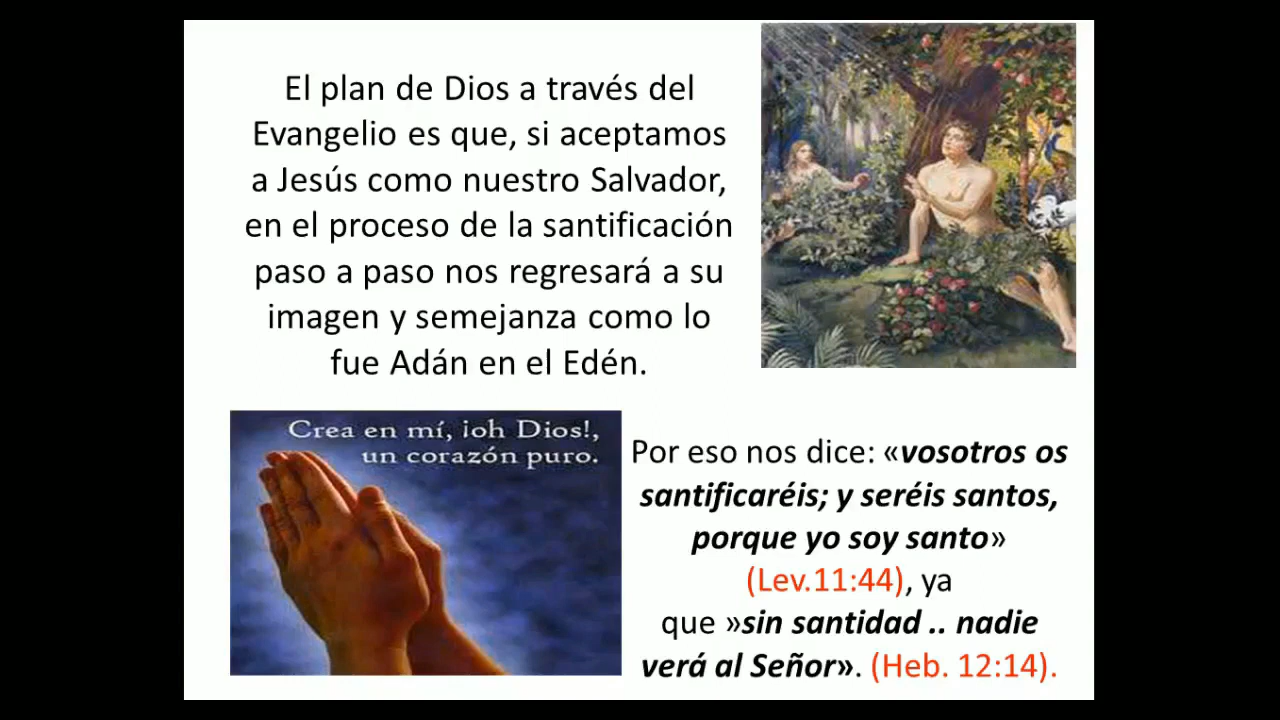 El plan de Dios a través del
Evangelio es que, si aceptamos
a Jesús como nuestro Salvador,
en el proceso de la santificación
paso a paso nos regresará a su
imagen y semejanza como lo
fue Adán en el Edén.
Crea en mí, ¡oh Dios!,
un corazón puro.
Por eso nos dice: «vosotros os
santificaréis; y seréis santos,
porque yo soy santo»
(Lev.11:44), ya
que »sin santidad .. nadie
verá al Señor». (Heb. 12:14).